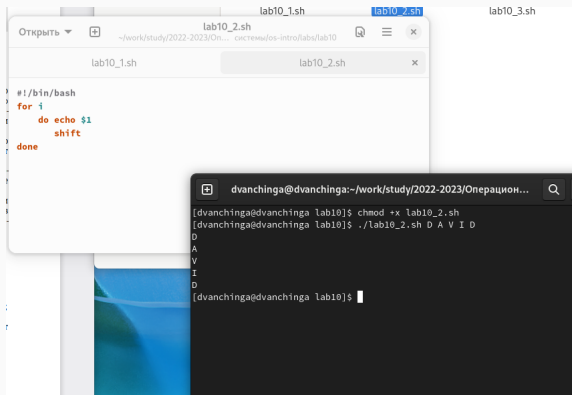 lab10_1.sh lab10_2.sh lab10_3.sh
Открыть lab10_2.sh
~/work/study/2022-2023/Оп... системы/os-intro/labs/lab10
lab10_1.sh lab10_2.sh
#!/bin/bash
for i
do echo $1
shift
done
dvanchinga@dvanchinga:~/work/study/2022-2023/Операцион...
[dvanchinga@dvanchinga lab10]$ chmod +x lab10_2.sh
[dvanchinga@dvanchinga lab10]$ ./lab10_2.sh D A V I D
D
A
V
I
D
[dvanchinga@dvanchinga lab10]$